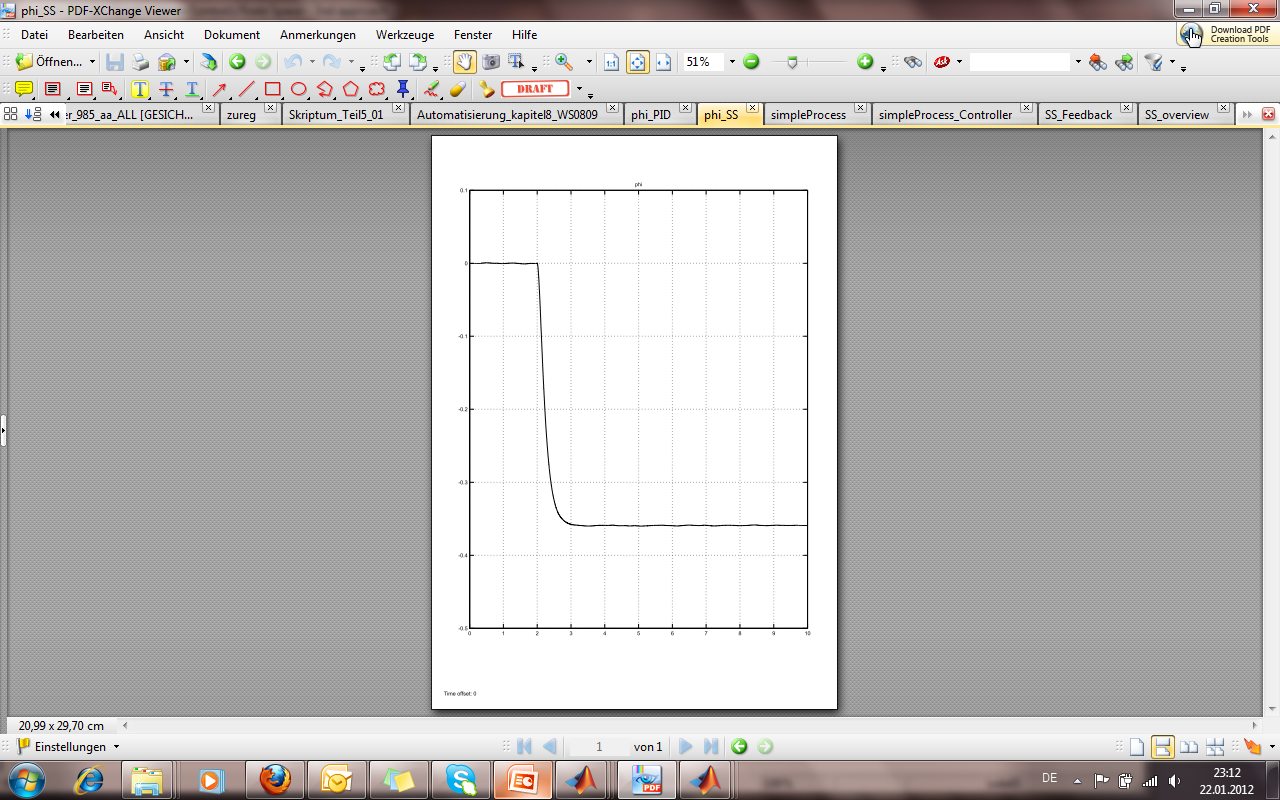 phi_SS - PDF-XChange Viewer
Datei Bearbeiten Ansicht Dokument Anmerkungen Werkzeuge Fenster Hilfe
Download PDF
Creation Tools
Öffnen... 1:1 51% Ask
DRAFT
er_985_aa_ALL [GESICH... zureg Skriptum_Teil5_01 Automatisierung_kapitel8_WS0809 phi_PID phi_SS simpleProcess simpleProcess_Controller SS_Feedback SS_overview
phi
0.1
0
-0.1
-0.2
-0.3
-0.4
-0.5
0 1 2 3 4 5 6 7 8 9 10
Time offset: 0
20,99 x 29,70 cm
Einstellungen 1 von 1
DE 23:12
22.01.2012